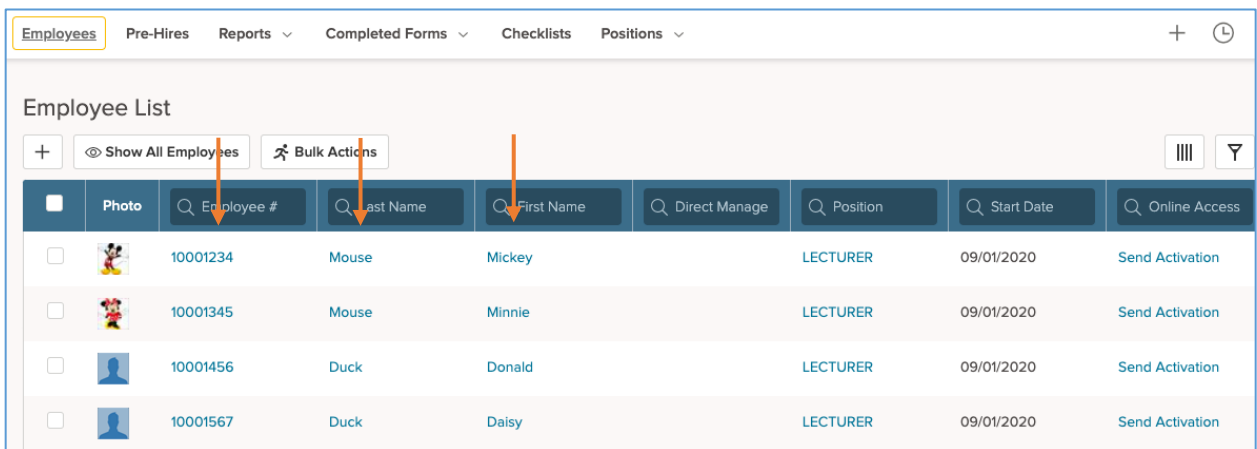 Employees Pre-Hires Reports Completed Forms Checklists Positions
Employee List
Show All Employees Bulk Actions
Photo Employee # Last Name First Name Direct Manage Position Start Date Online Access
10001234 Mouse Mickey LECTURER 09/01/2020 Send Activation
10001345 Mouse Minnie LECTURER 09/01/2020 Send Activation
10001456 Duck Donald LECTURER 09/01/2020 Send Activation
10001567 Duck Daisy LECTURER 09/01/2020 Send Activation